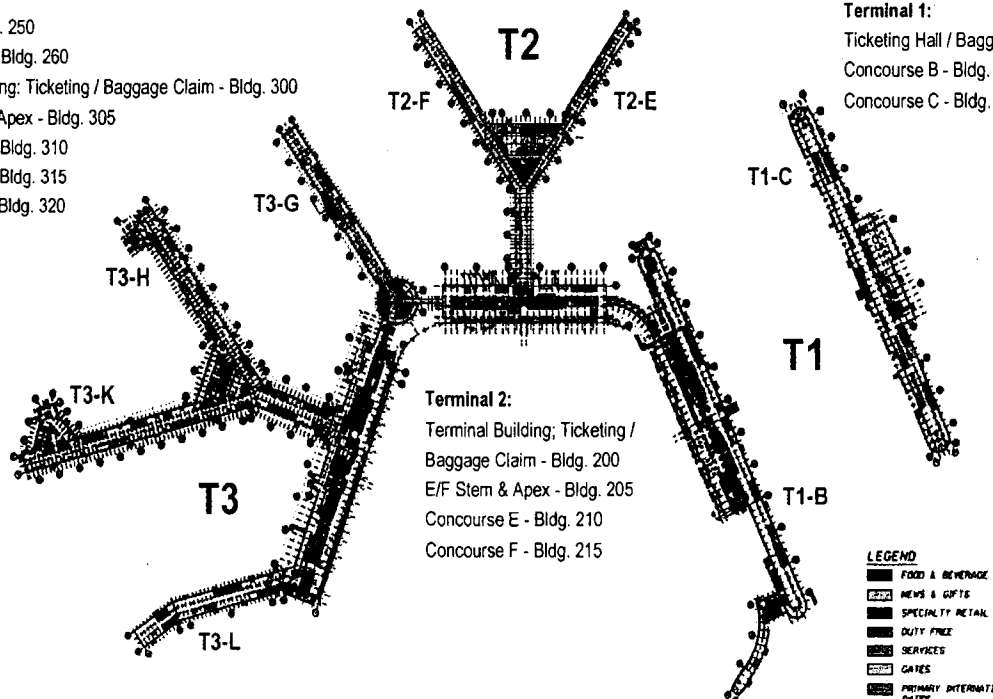 . 250
Bldg. 260
ng: Ticketing / Baggage Claim - Bldg. 300
Apex - Bldg. 305
Bldg. 310
Bldg. 315
Bldg. 320
T2
T2-F
T2-E
Terminal 1:
Ticketing Hall / Bagg
Concourse B - Bldg.
Concourse C - Bldg.
T1-C
T3-G
T3-H
T1
T3-K
T3
Terminal 2:
Terminal Building; Ticketing /
Baggage Claim - Bldg. 200
E/F Stem & Apex - Bldg. 205
Concourse E - Bldg. 210
Concourse F - Bldg. 215
T1-B
T3-L
LEGEND
FOOD & BEVERAGE
NEWS & GIFTS
SPECIALTY RETAIL
DUTY FREE
SERVICES
GATES
PRIMARY INTERNATI
GATES